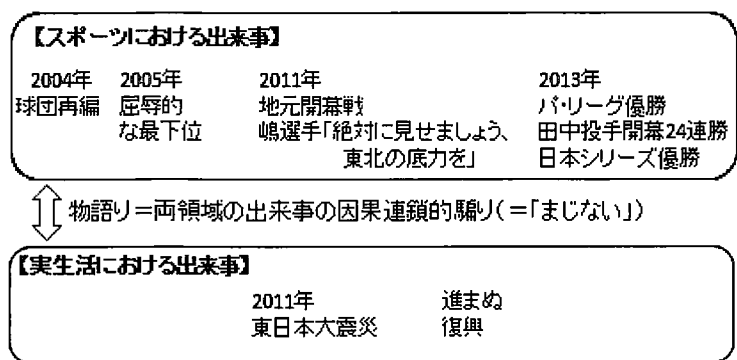 【スポーツにおける出来事】
2004年 2005年 2011年 2013年
球団再編 屈辱的 地元開幕戦 パ・リーグ優勝
な最下位 嶋選手「絶対に見せましょう、 田中投手開幕24連勝
東北の底力を」 日本シリーズ優勝
物語り=両領域の出来事の因果連鎖的騙り(=「まじない」)
【実生活における出来事】
2011年 進まぬ
東日本大震災 復興